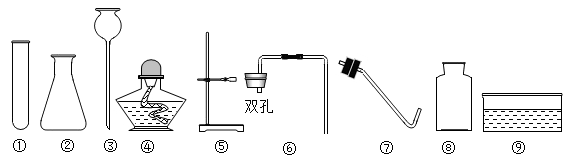 双孔
① ② ③ ④ ⑤ ⑥ ⑦ ⑧ ⑨